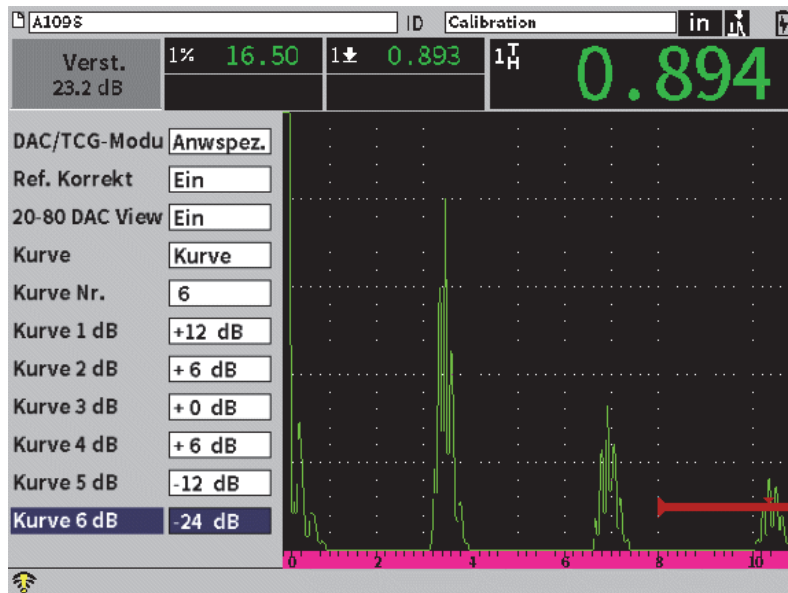 A109S ID Calibration in
Verst.
23.2 dB
1% 16.50 1 0.893 1 T H 0.894
DAC/TCG-Modu Anwspez.
Ref. Korrekt Ein
20-80 DAC View Ein
Kurve Kurve
Kurve Nr. 6
Kurve 1 dB +12 dB
Kurve 2 dB +6 dB
Kurve 3 dB +0 dB
Kurve 4 dB +6 dB
Kurve 5 dB -12 dB
Kurve 6 dB -24 dB
0 2 4 6 8 10